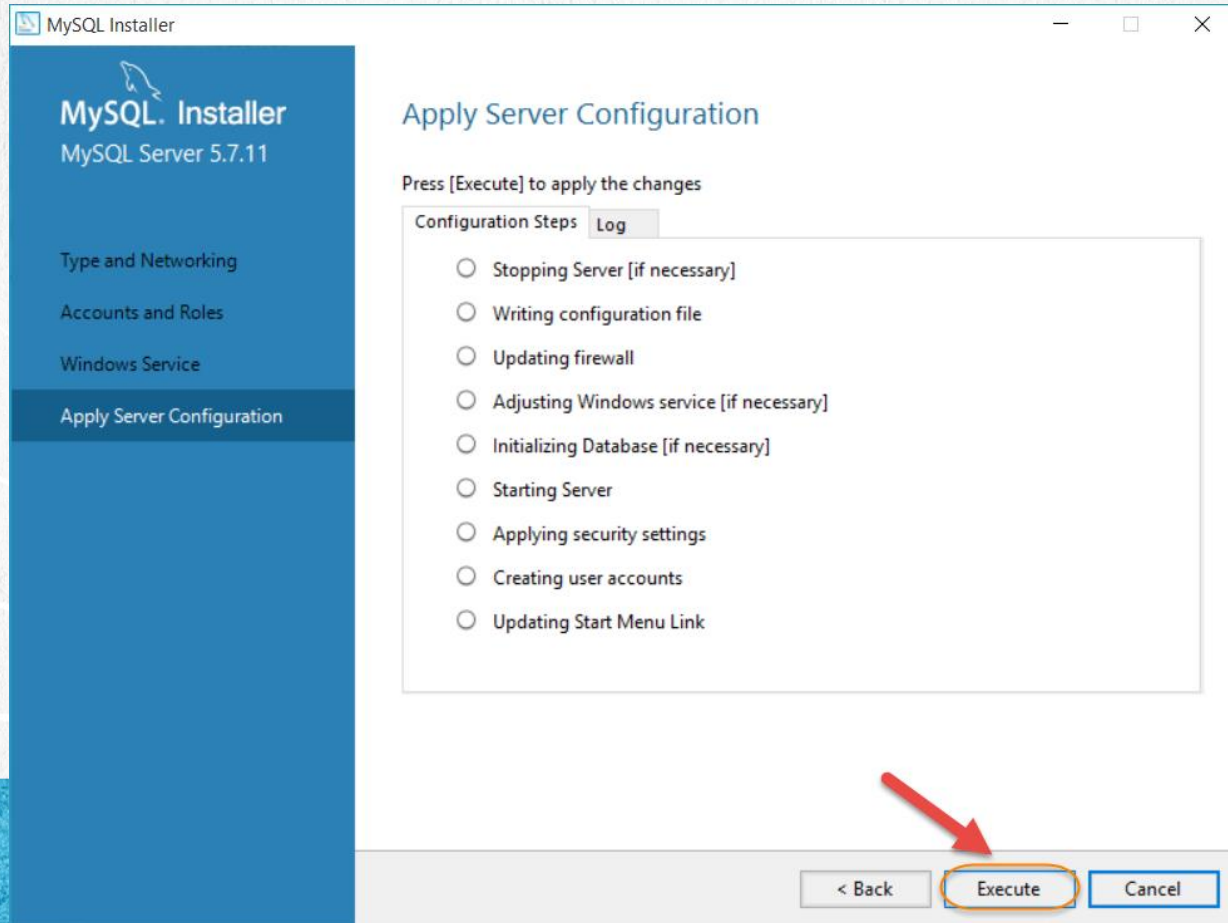 MySQL Installer
MySQL. Installer
MySQL Server 5.7.11
Type and Networking
Accounts and Roles
Windows Service
Apply Server Configuration
Apply Server Configuration
Press [Execute] to apply the changes
Configuration Steps Log
Stopping Server [if necessary]
Writing configuration file
Updating firewall
Adjusting Windows service [if necessary]
Initializing Database [if necessary]
Starting Server
Applying security settings
Creating user accounts
Updating Start Menu Link
< Back Execute Cancel